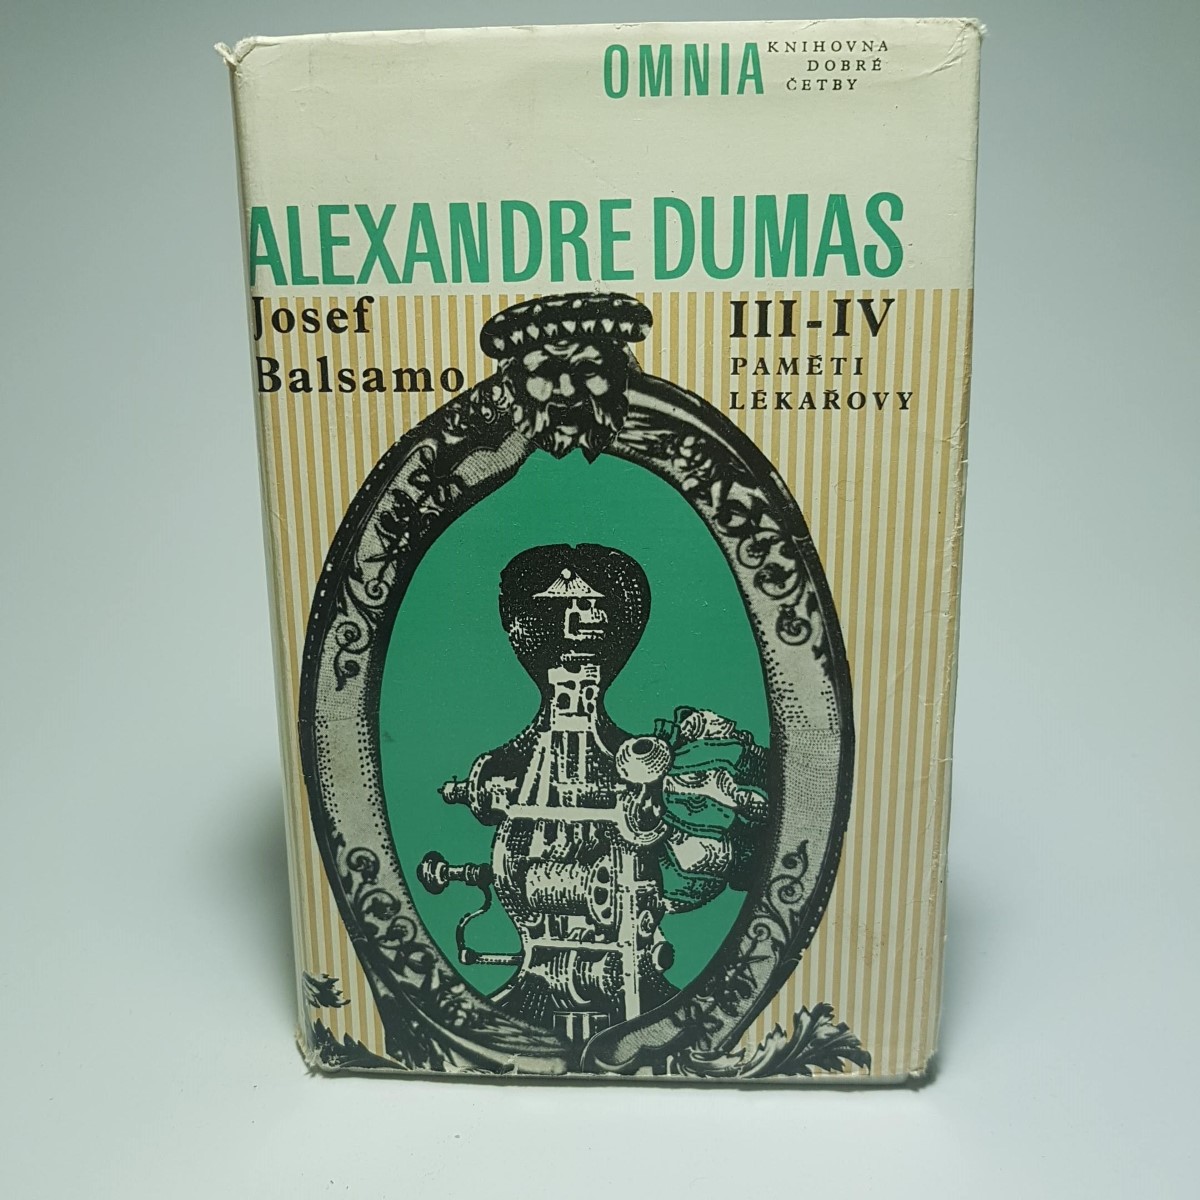 OMNIA
KNIHOVNA
DOBRÉ
ČETBY
ALEXANDRE DUMAS
Josef
Balsamo
III-IV
PAMĚTI
LÉKAŘOVY